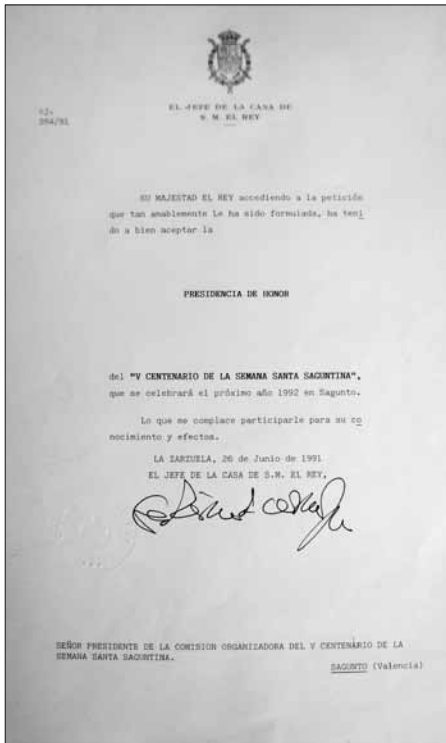 EL JEFE DE LA CASA DE
S. M. EL REY
sj.
504/91
SU MAJESTAD EL REY accediendo a la petición
que tan amablemente Le ha sido formulada, ha teni
do a bien aceptar la
PRESIDENCIA DE HONOR
del "V CENTENARIO DE LA SEMANA SANTA SAGUNTINA",
que se celebrará el próximo año 1992 en Sagunto.
Lo que se complace participarle para su co
nocimiento y efectos.
LA ZARZUELA, 26 de Junio de 1991
EL JEFE DE LA CASA DE S.M. EL REY,
SEÑOR PRESIDENTE DE LA COMISION ORGANIZADORA DEL V CENTENARIO DE LA
SEMANA SANTA SAGUNTINA.
SAGUNTO (Valencia)